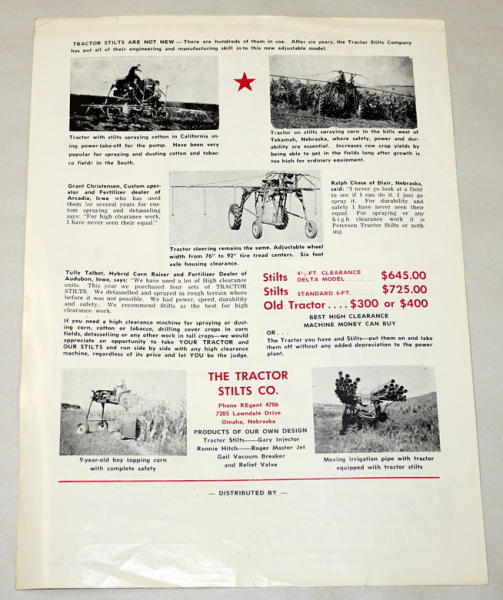 TRACTOR STILTS ARE NOT NEW — There are hundreds of them in use. After six years, the Tractor Stilts Company
has put all of their engineering and manufacturing skill into this new adjustable model.
Tractor with stilts spraying cotton in California us-
ing power-take-off for the pump. Have been very
popular for spraying and dusting cotton and tobac-
co fields in the South.
Tractor on stilts spraying corn in the hills west of
Tekamah, Nebraska, where safety, power and dur-
ability are essential. Increases row crop yields by
being able to get in the fields long after growth is
too high for ordinary equipment.
Grant Christensen, Custom oper-
ator and Fertilizer dealer of
Arcadia, Iowa who has used
them for several years for cus-
tom spraying and detasseling
says: "For high clearance work,
I have never seen their equal."
Ralph Chase of Blair, Nebraska,
said: "I never go look at a field
to see if I can do it. I just go
spray it. For durability and
safety I have never seen their
equal. For spraying or any
high clearance work it is
Petersen Tractor Stilts or noth-
ing.
Tractor steering remains the same. Adjustable wheel
width from 76" to 92" tire tread centers. Six foot
axle housing clearance.
Tully Talbot, Hybrid Corn Raiser and Fertilizer Dealer of
Audubon, Iowa, says: "We have need a lot of High clearance
units. This year we purchased four sets of TRACTOR
STILTS. We detasselled and sprayed in rough terrain where
before it was not possible. We had power, speed, durability
and safety. We recommend Stilts as the best for high
clearance work.
If you need a high clearance machine for spraying or dust-
ing corn, cotton or tobacco, drilling cover crops in corn
fields, detasselling or any other work in tall crops—we would
appreciate an opportunity to take YOUR TRACTOR and
OUR STILTS and run side by side with any high clearance
machine, regardless of its price and let YOU be the judge.
Stilts 4½-FT. CLEARANCE DELTA MODEL $645.00
Stilts STANDARD 6-FT. $725.00
Old Tractor .... $300 or $400
BEST HIGH CLEARANCE
MACHINE MONEY CAN BUY
OR . . .
The Tractor you have and Stilts—put them on and take
them off without any added depreciation to the power
plant.
THE TRACTOR
STILTS CO.
Phone REgent 4706
7205 Lawndale Drive
Omaha, Nebraska
PRODUCTS OF OUR OWN DESIGN
Tractor Stilts——Gary Injector
Ronnie Hitch——Roger Master Jet
Gail Vacuum Breaker
and Relief Valve
9-year-old boy topping corn
with complete safety
Moving irrigation pipe with tractor
equipped with tractor stilts
— DISTRIBUTED BY —